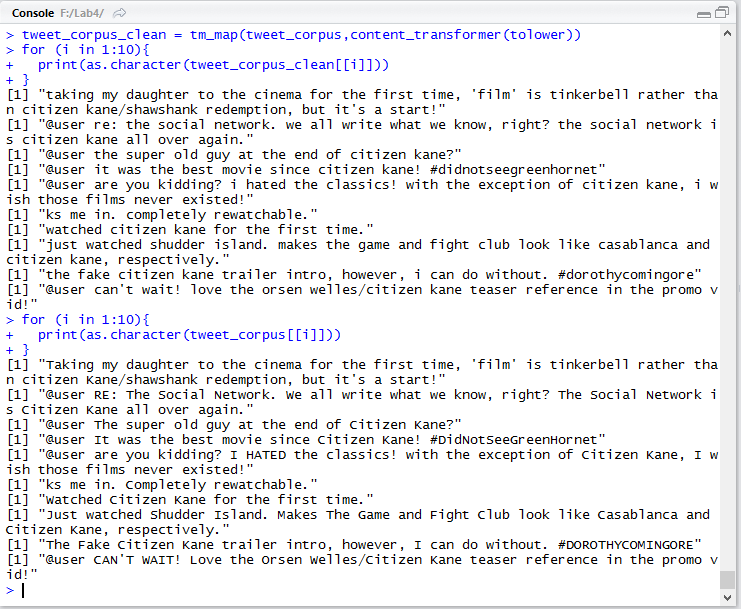 Console F:/Lab4/
> tweet_corpus_clean = tm_map(tweet_corpus,content_transformer(tolower))
> for (i in 1:10){
+   print(as.character(tweet_corpus_clean[[i]]))
+ }
[1] "taking my daughter to the cinema for the first time, 'film' is tinkerbell rather tha
n citizen kane/shawshank redemption, but it's a start!"
[1] "@user re: the social network. we all write what we know, right? the social network i
s citizen kane all over again."
[1] "@user the super old guy at the end of citizen kane?"
[1] "@user it was the best movie since citizen kane! #didnotseegreenhornet"
[1] "@user are you kidding? i hated the classics! with the exception of citizen kane, i w
ish those films never existed!"
[1] "ks me in. completely rewatchable."
[1] "watched citizen kane for the first time."
[1] "just watched shudder island. makes the game and fight club look like casablanca and
citizen kane, respectively."
[1] "the fake citizen kane trailer intro, however, i can do without. #dorothycomingore"
[1] "@user can't wait! love the orsen welles/citizen kane teaser reference in the promo v
id!"
> for (i in 1:10){
+   print(as.character(tweet_corpus[[i]]))
+ }
[1] "Taking my daughter to the cinema for the first time, 'film' is tinkerbell rather tha
n citizen Kane/shawshank redemption, but it's a start!"
[1] "@user RE: The Social Network. We all write what we know, right? The Social Network i
s Citizen Kane all over again."
[1] "@user The super old guy at the end of Citizen Kane?"
[1] "@user It was the best movie since Citizen Kane! #DidNotSeeGreenHornet"
[1] "@user are you kidding? I HATED the classics! with the exception of Citizen Kane, I w
ish those films never existed!"
[1] "ks me in. Completely rewatchable."
[1] "Watched Citizen Kane for the first time."
[1] "Just watched Shudder Island. Makes The Game and Fight Club look like Casablanca and
Citizen Kane, respectively."
[1] "The Fake Citizen Kane trailer intro, however, I can do without. #DOROTHYCOMINGORE"
[1] "@user CAN'T WAIT! Love the Orsen Welles/Citizen Kane teaser reference in the promo v
id!"
>